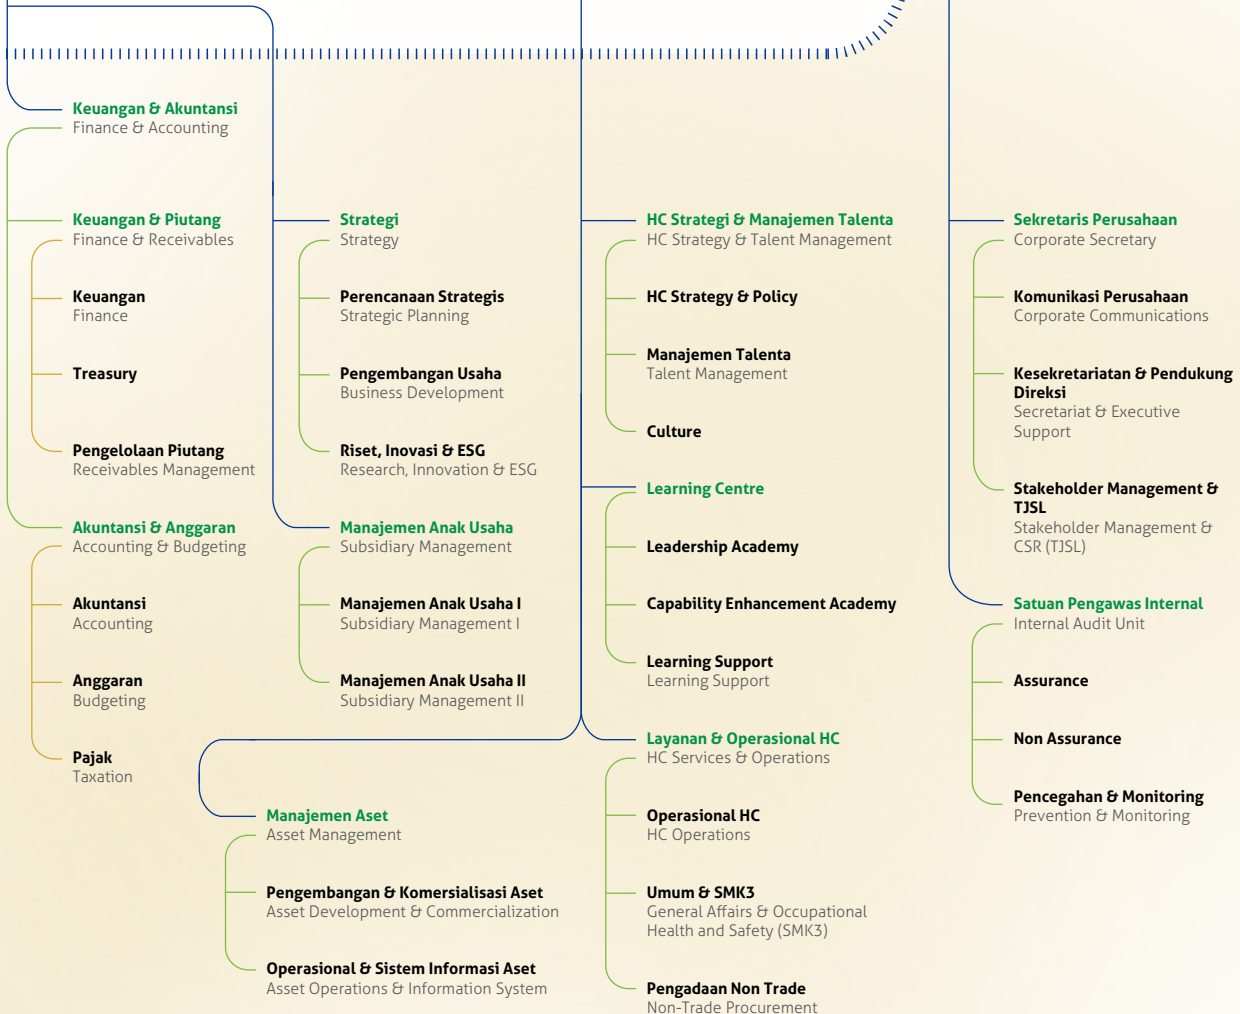 Keuangan & Akuntansi
Finance & Accounting
Keuangan & Piutang
Finance & Receivables
Keuangan
Finance
Treasury
Pengelolaan Piutang
Receivables Management
Akuntansi & Anggaran
Accounting & Budgeting
Akuntansi
Accounting
Anggaran
Budgeting
Pajak
Taxation
Strategi
Strategy
Perencanaan Strategis
Strategic Planning
Pengembangan Usaha
Business Development
Riset, Inovasi & ESG
Research, Innovation & ESG
Manajemen Anak Usaha
Subsidiary Management
Manajemen Anak Usaha I
Subsidiary Management I
Manajemen Anak Usaha II
Subsidiary Management II
Manajemen Aset
Asset Management
Pengembangan & Komersialisasi Aset
Asset Development & Commercialization
Operasional & Sistem Informasi Aset
Asset Operations & Information System
HC Strategi & Manajemen Talenta
HC Strategy & Talent Management
HC Strategy & Policy
Manajemen Talenta
Talent Management
Culture
Learning Centre
Leadership Academy
Capability Enhancement Academy
Learning Support
Learning Support
Layanan & Operasional HC
HC Services & Operations
Operasional HC
HC Operations
Umum & SMK3
General Affairs & Occupational
Health and Safety (SMK3)
Pengadaan Non Trade
Non-Trade Procurement
Sekretaris Perusahaan
Corporate Secretary
Komunikasi Perusahaan
Corporate Communications
Kesekretariatan & Pendukung
Direksi
Secretariat & Executive
Support
Stakeholder Management &
TJSL
Stakeholder Management &
CSR (TJSL)
Satuan Pengawas Internal
Internal Audit Unit
Assurance
Non Assurance
Pencegahan & Monitoring
Prevention & Monitoring